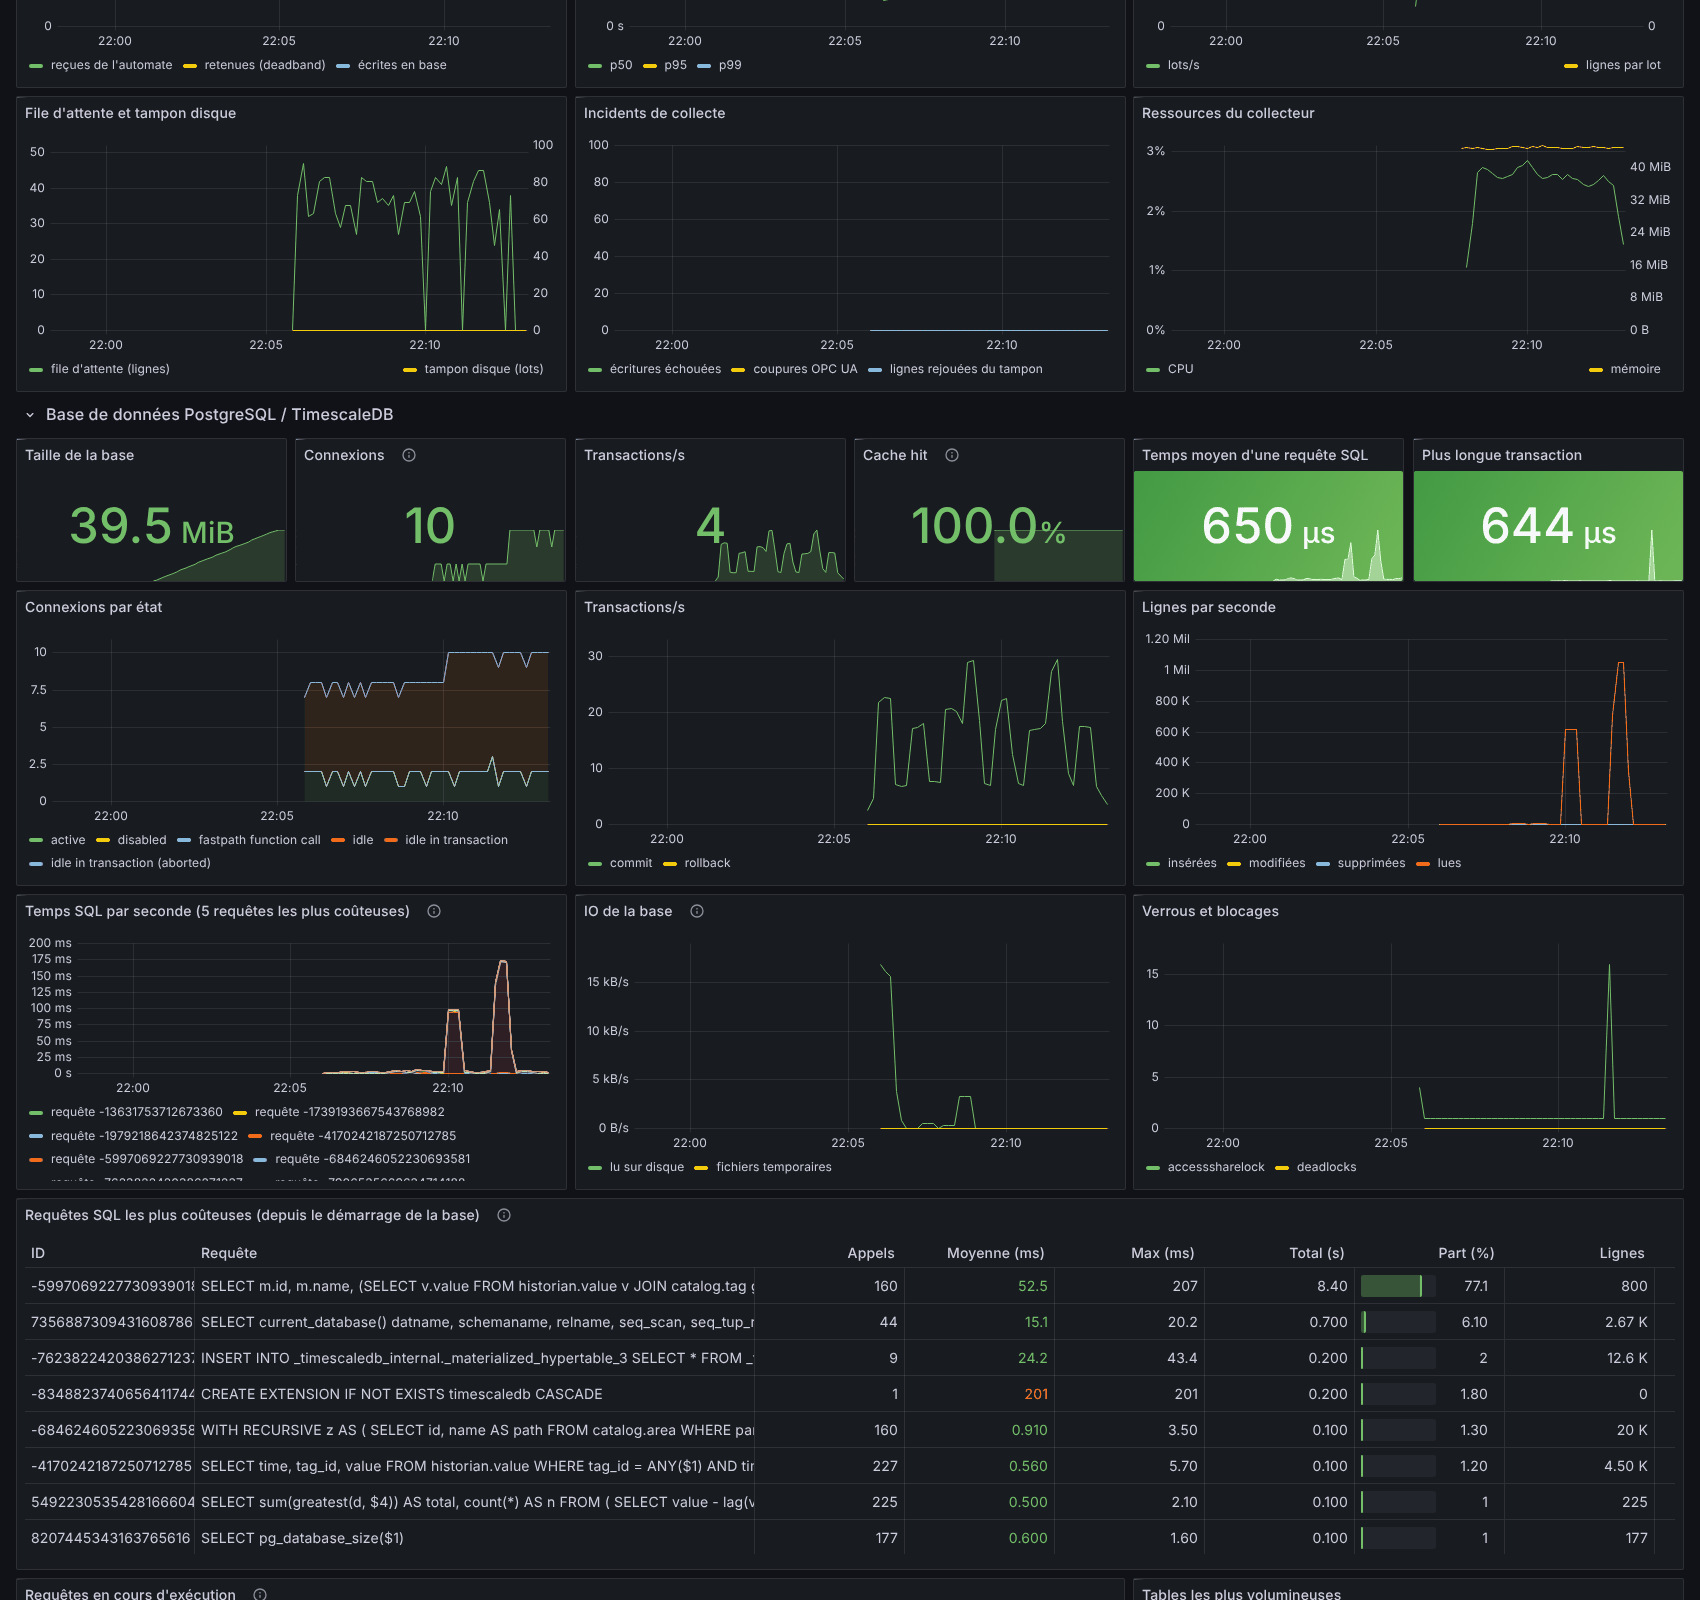 0
22:00 22:05 22:10
reçues de l'automate retenues (deadband) écrites en base
0 s
22:00 22:05 22:10
p50 p95 p99
0 0
22:00 22:05 22:10
lots/s lignes par lot
File d'attente et tampon disque
50 100
40 80
30 60
20 40
10 20
0 0
22:00 22:05 22:10
file d'attente (lignes) tampon disque (lots)
Incidents de collecte
100
80
60
40
20
0
22:00 22:05 22:10
écritures échouées coupures OPC UA lignes rejouées du tampon
Ressources du collecteur
3% 40 MiB
32 MiB
2% 24 MiB
1% 16 MiB
8 MiB
0% 0 B
22:00 22:05 22:10
CPU mémoire
Base de données PostgreSQL / TimescaleDB
Taille de la base
39.5 MiB
Connexions
10
Transactions/s
4
Cache hit
100.0%
Temps moyen d'une requête SQL
650 µs
Plus longue transaction
644 µs
Connexions par état
10
7.5
5
2.5
0
22:00 22:05 22:10
active disabled fastpath function call idle idle in transaction
idle in transaction (aborted)
Transactions/s
30
20
10
0
22:00 22:05 22:10
commit rollback
Lignes par seconde
1.20 Mil
1 Mil
800 K
600 K
400 K
200 K
0
22:00 22:05 22:10
insérées modifiées supprimées lues
Temps SQL par seconde (5 requêtes les plus coûteuses)
200 ms
175 ms
150 ms
125 ms
100 ms
75 ms
50 ms
25 ms
0 s
22:00 22:05 22:10
requête -13631753712673360 requête -1739193667543768982
requête -1979218642374825122 requête -4170242187250712785
requête -5997069227730939018 requête -6846246052230693581
IO de la base
15 kB/s
10 kB/s
5 kB/s
0 B/s
22:00 22:05 22:10
lu sur disque fichiers temporaires
Verrous et blocages
15
10
5
0
22:00 22:05 22:10
accesssharelock deadlocks
Requêtes SQL les plus coûteuses (depuis le démarrage de la base)
ID Requête Appels Moyenne (ms) Max (ms) Total (s) Part (%) Lignes
-5997069227730939018 SELECT m.id, m.name, (SELECT v.value FROM historian.value v JOIN catalog.tag 160 52.5 207 8.40 77.1 800
7356887309431608786 SELECT current_database() datname, schemaname, relname, seq_scan, seq_tup_r 44 15.1 20.2 0.700 6.10 2.67 K
-7623822420386271237 INSERT INTO _timescaledb_internal._materialized_hypertable_3 SELECT * FROM _ 9 24.2 43.4 0.200 2 12.6 K
-8348823740656411744 CREATE EXTENSION IF NOT EXISTS timescaledb CASCADE 1 201 201 0.200 1.80 0
-684624605223069358 WITH RECURSIVE z AS ( SELECT id, name AS path FROM catalog.area WHERE par 160 0.910 3.50 0.100 1.30 20 K
-4170242187250712785 SELECT time, tag_id, value FROM historian.value WHERE tag_id = ANY($1) AND tim 227 0.560 5.70 0.100 1.20 4.50 K
5492230535428166604 SELECT sum(greatest(d, $4)) AS total, count(*) AS n FROM ( SELECT value - lag(v 225 0.500 2.10 0.100 1 225
8207445343163765616 SELECT pg_database_size($1) 177 0.600 1.60 0.100 1 177
Requêtes en cours d'exécution
Tables les plus volumineuses